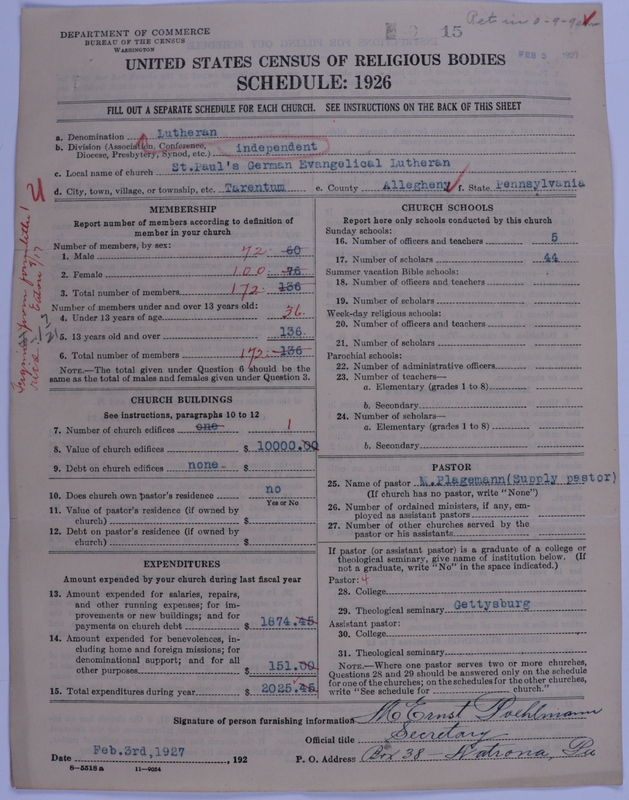 DEPARTMENT OF COMMERCE
BUREAU OF THE CENSUS
WASHINGTON
15
FEB 5 1927
UNITED STATES CENSUS OF RELIGIOUS BODIES
SCHEDULE: 1926
FILL OUT A SEPARATE SCHEDULE FOR EACH CHURCH. SEE INSTRUCTIONS ON THE BACK OF THIS SHEET
a. Denomination Lutheran
b. Division (Association, Conference, Diocese, Presbytery, Synod, etc.) independent
c. Local name of church St.Paul's German Evangelical Lutheran
d. City, town, village, or township, etc. Tarentum e. County Allegheny f. State Pennsylvania
MEMBERSHIP
Report number of members according to definition of
member in your church
Number of members, by sex:
1. Male 72 60
2. Female 100 76
3. Total number of members 172 136
Number of members under and over 13 years old:
4. Under 13 years of age 36
5. 13 years old and over 136
6. Total number of members 172 136
NOTE.—The total given under Question 6 should be the
same as the total of males and females given under Question 3.
CHURCH BUILDINGS
See instructions, paragraphs 10 to 12
7. Number of church edifices one 1
8. Value of church edifices $ 10000.00
9. Debt on church edifices none $
10. Does church own pastor's residence no
Yes or No
11. Value of pastor's residence (if owned by
church) $
12. Debt on pastor's residence (if owned by
church) $
EXPENDITURES
Amount expended by your church during last fiscal year
13. Amount expended for salaries, repairs,
and other running expenses; for im-
provements or new buildings; and for
payments on church debt $ 1874.45
14. Amount expended for benevolences, in-
cluding home and foreign missions; for
denominational support; and for all
other purposes $ 151.00
15. Total expenditures during year $ 2025.45
CHURCH SCHOOLS
Report here only schools conducted by this church
Sunday schools:
16. Number of officers and teachers 5
17. Number of scholars 44
Summer vacation Bible schools:
18. Number of officers and teachers
19. Number of scholars
Week-day religious schools:
20. Number of officers and teachers
21. Number of scholars
Parochial schools:
22. Number of administrative officers
23. Number of teachers—
a. Elementary (grades 1 to 8)
b. Secondary
24. Number of scholars—
a. Elementary (grades 1 to 8)
b. Secondary
PASTOR
25. Name of pastor M.Plagemann(Supply pastor)
(If church has no pastor, write "None")
26. Number of ordained ministers, if any, em-
ployed as assistant pastors
27. Number of other churches served by the
pastor or his assistants
If pastor (or assistant pastor) is a graduate of a college or
theological seminary, give name of institution below. (If
not a graduate, write "No" in the space indicated.)
Pastor:
28. College
29. Theological seminary Gettysburg
Assistant pastor:
30. College
31. Theological seminary
NOTE.—Where one pastor serves two or more churches,
Questions 28 and 29 should be answered only on the schedule
for one of the churches; on the schedules for the other churches,
write "See schedule for church."
Signature of person furnishing information M Ernst Poehlmann
Official title Secretary
Date Feb.3rd,1927, 192 P. O. Address Box 38 - Natrona, Pa
8-5518a 11-9034